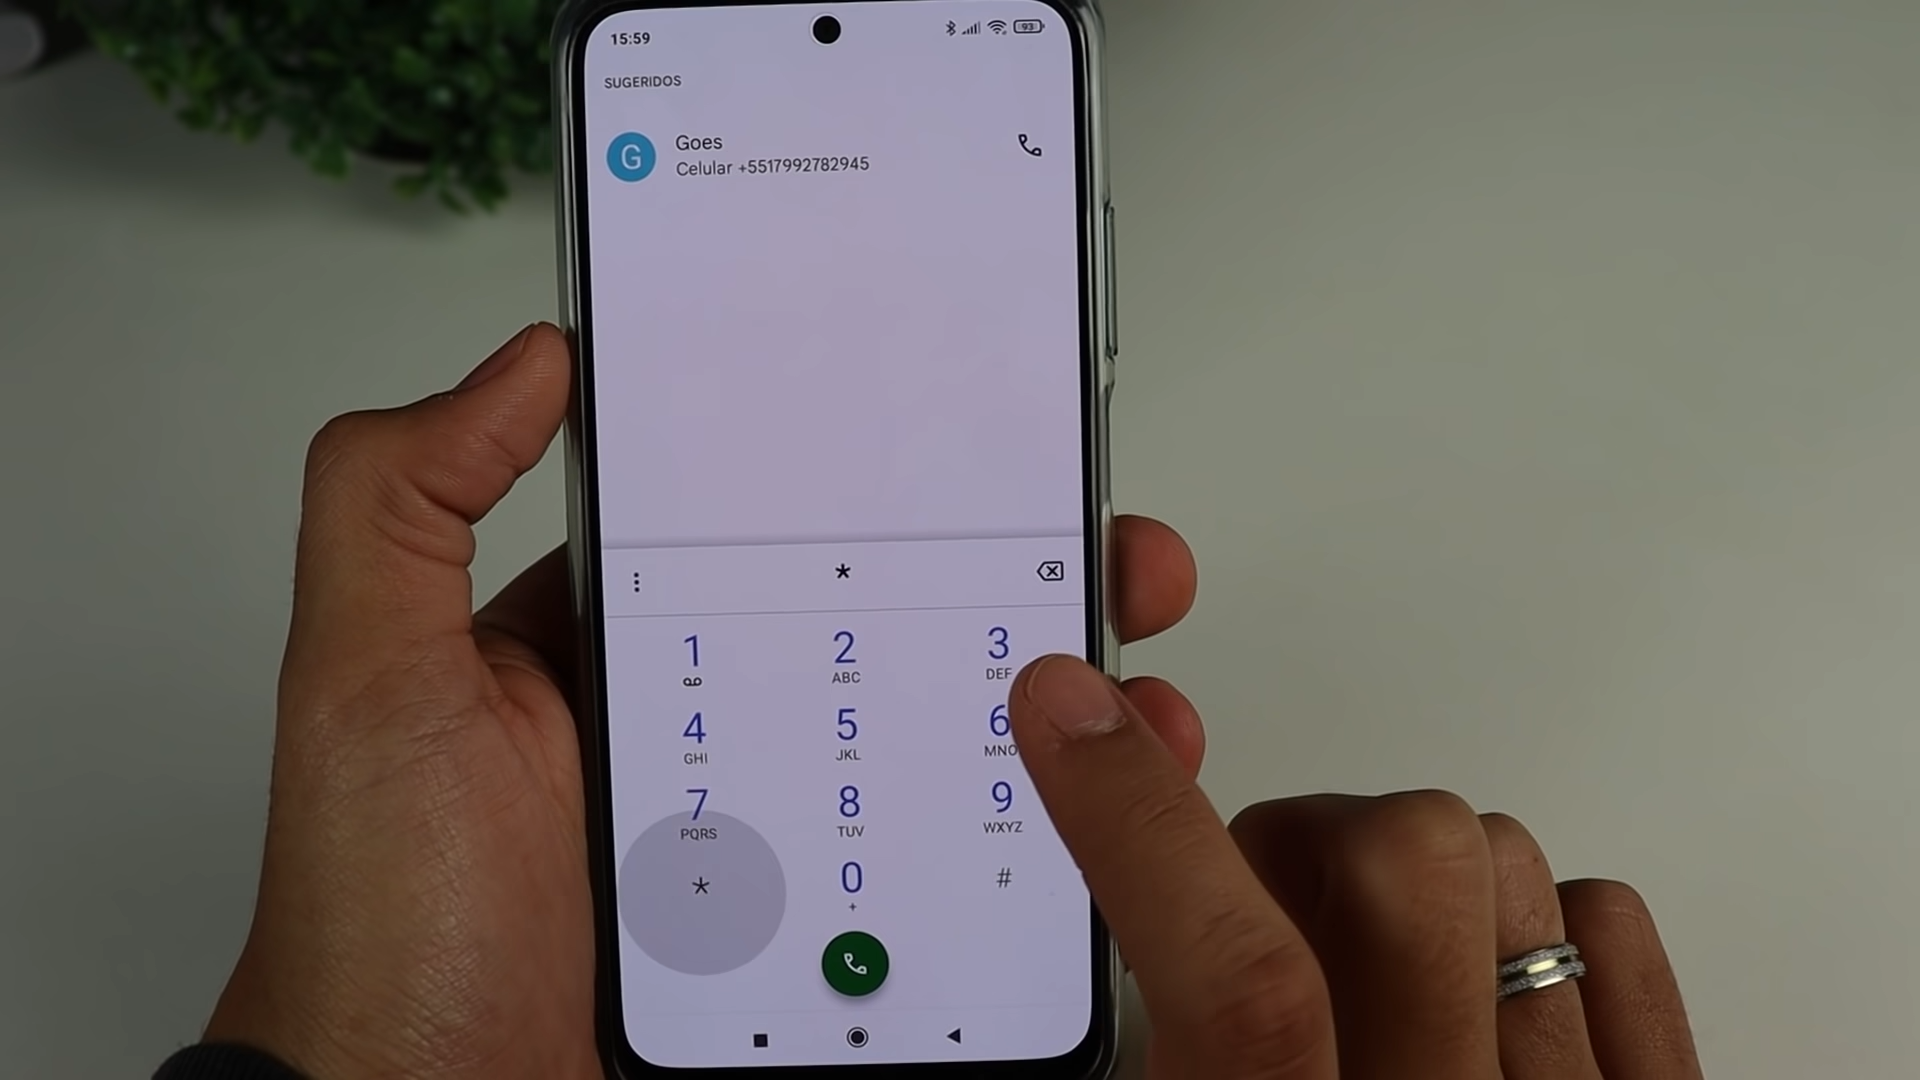 15:59
93
SUGERIDOS
G
Goes
Celular +5517992782945
*
1
2
ABC
3
DEF
4
GHI
5
JKL
6
MNO
7
PQRS
8
TUV
9
WXYZ
*
0
+
#